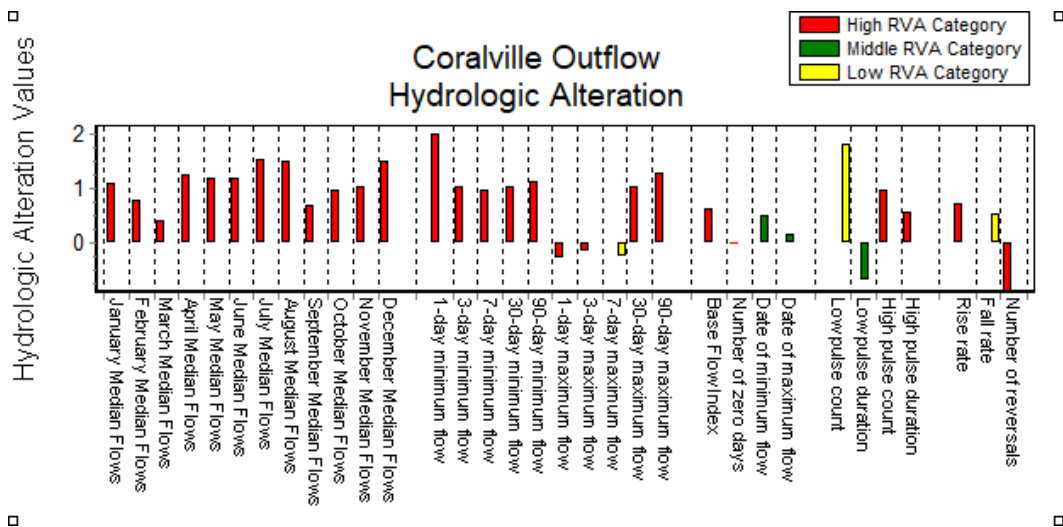 High RVA Category
Middle RVA Category
Low RVA Category
Coralville Outflow
Hydrologic Alteration
Hydrologic Alteration Values
2
1
0
January Median Flows
February Median Flows
March Median Flows
April Median Flows
May Median Flows
June Median Flows
July Median Flows
August Median Flows
September Median Flows
October Median Flows
November Median Flows
December Median Flows
1-day minimum flow
3-day minimum flow
7-day minimum flow
30-day minimum flow
90-day minimum flow
1-day maximum flow
3-day maximum flow
7-day maximum flow
30-day maximum flow
90-day maximum flow
Base Flow Index
Number of zero days
Date of minimum flow
Date of maximum flow
Low pulse count
Low pulse duration
High pulse count
High pulse duration
Rise rate
Fall rate
Number of reversals